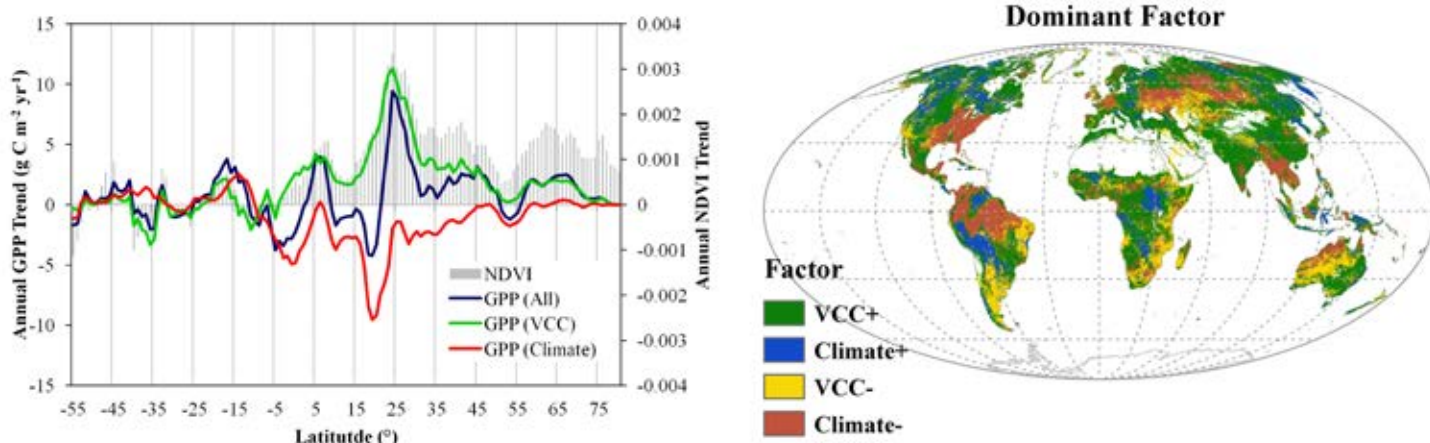 Annual GPP Trend (g C m⁻² yr⁻¹)
15
10
5
0
-5
-10
-15
NDVI
GPP (All)
GPP (VCC)
GPP (Climate)
0.004
0.003
0.002
0.001
0
-0.001
-0.002
-0.003
-0.004
Annual NDVI Trend
-55 -45 -35 -25 -15 -5 5 15 25 35 45 55 65 75
Latitutde (°)
Dominant Factor
Factor
VCC+
Climate+
VCC-
Climate-